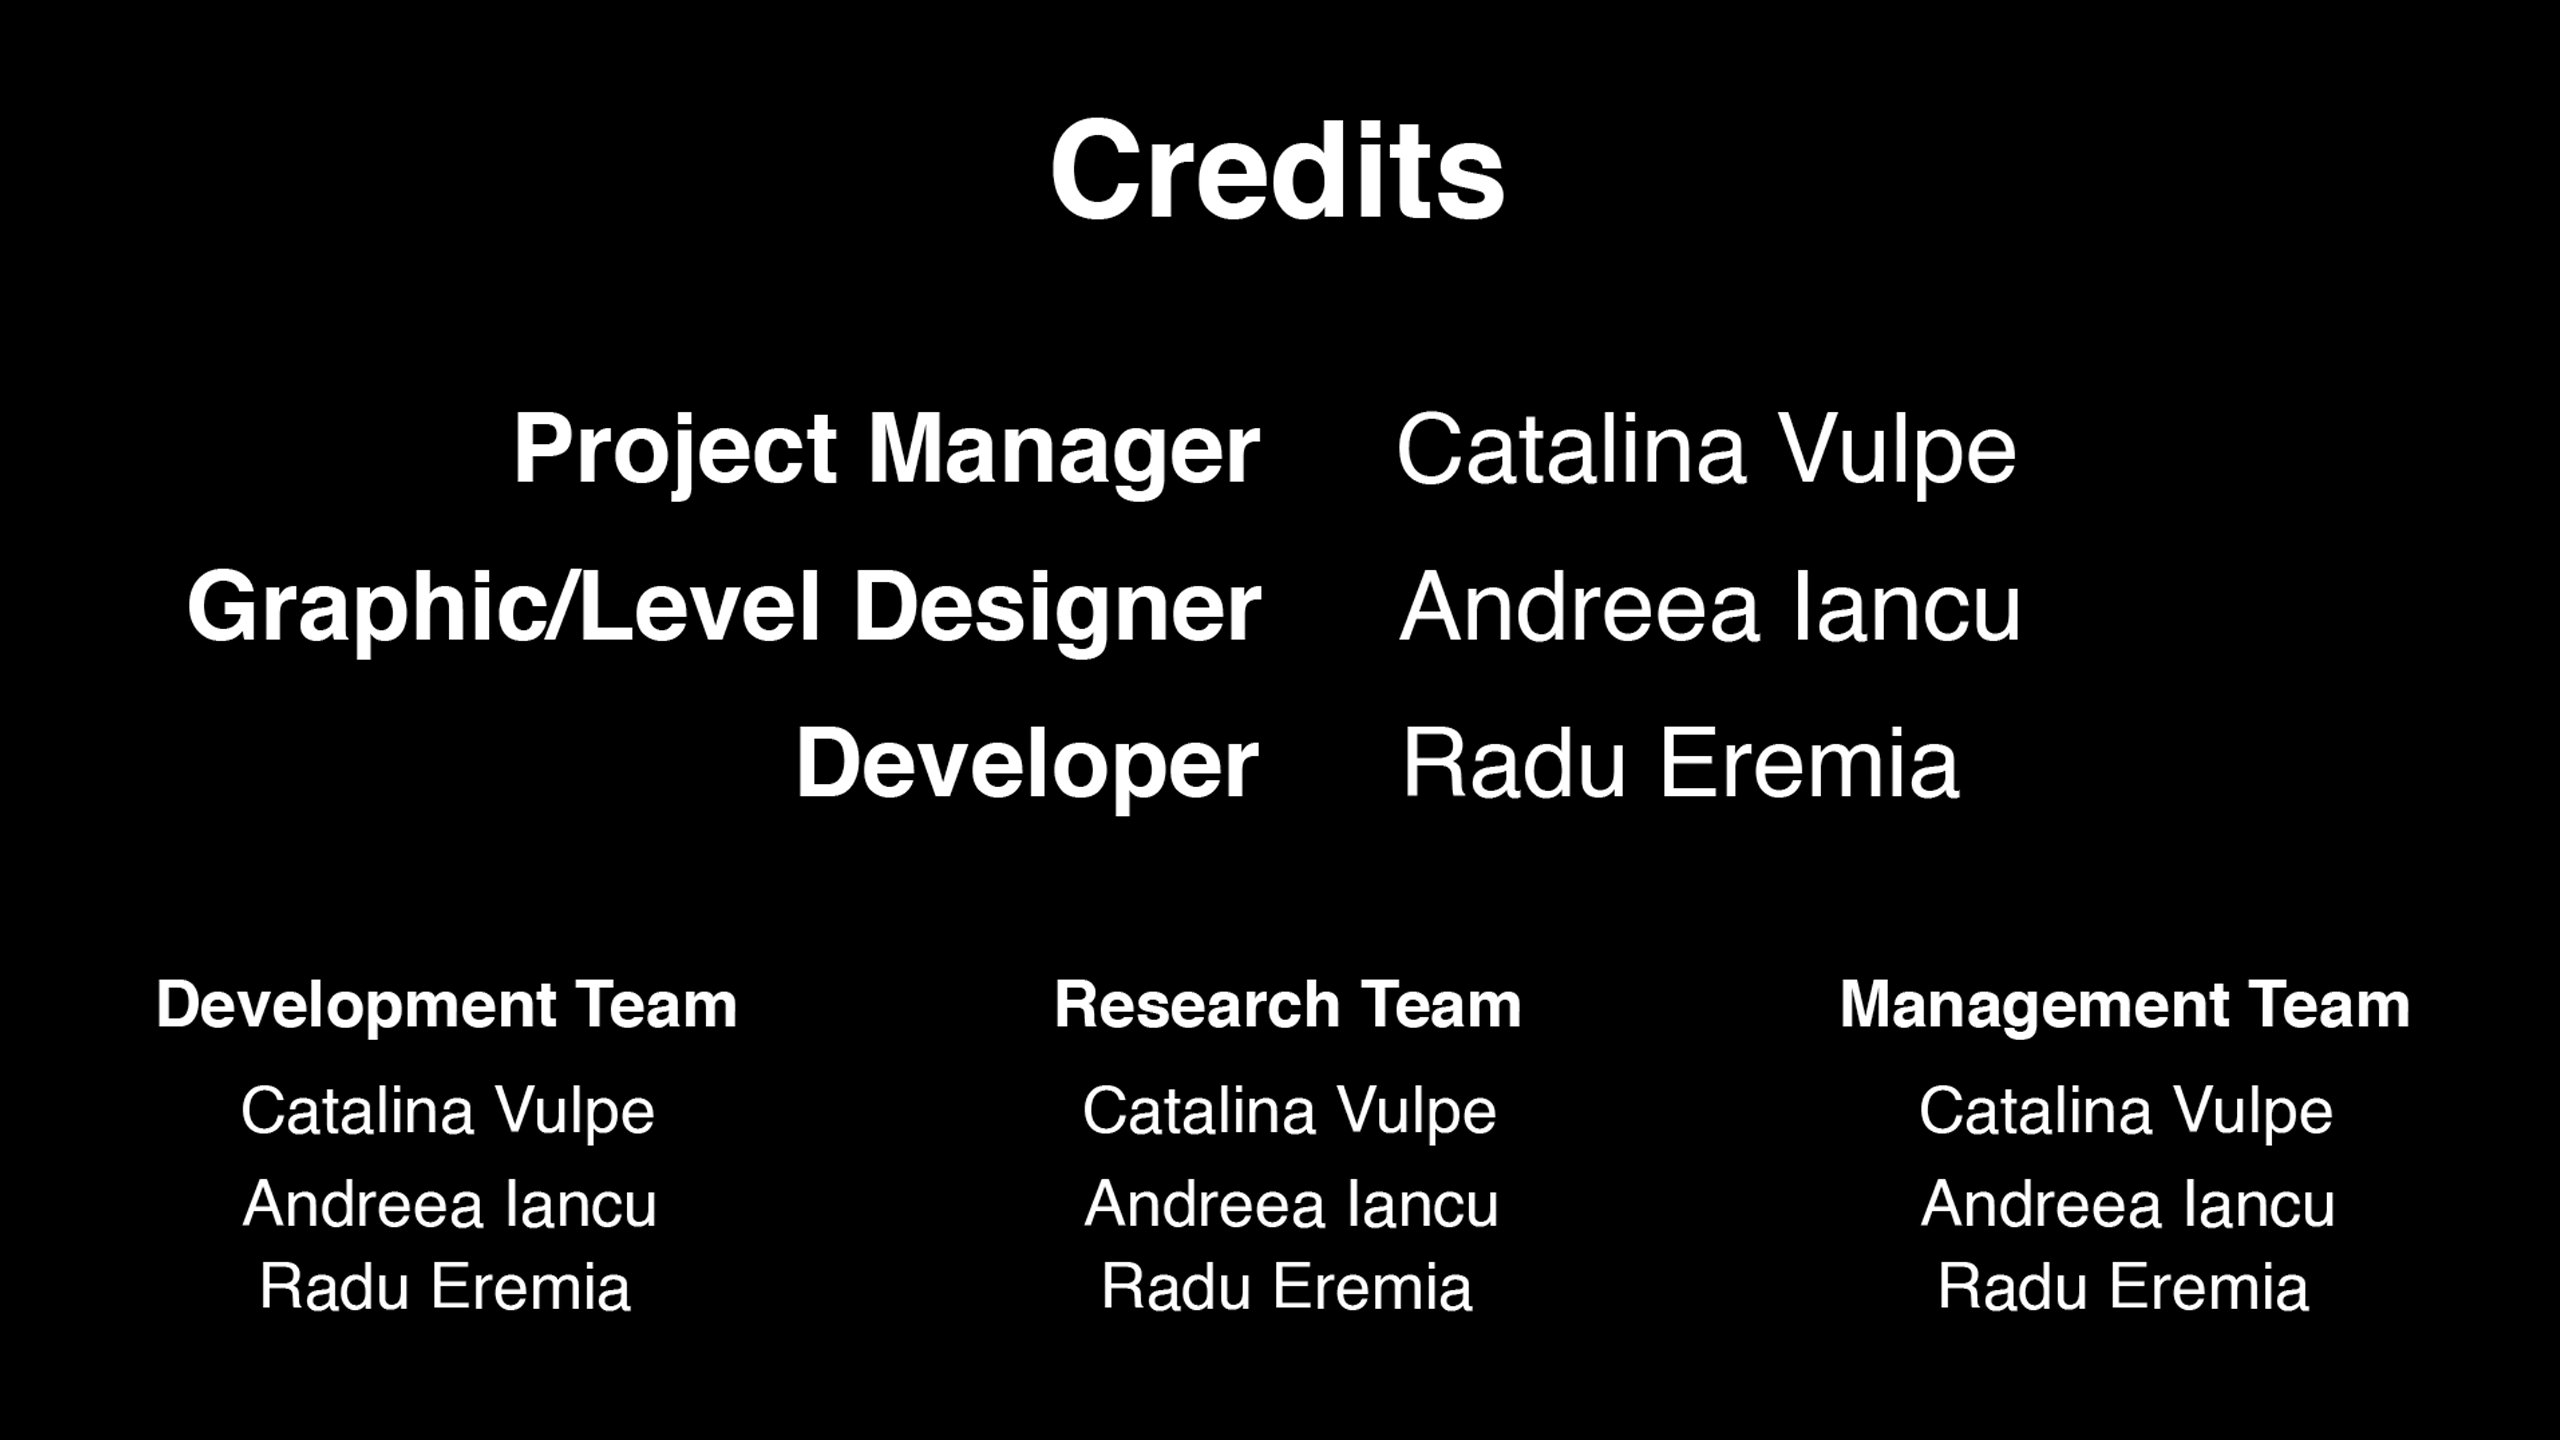 Credits
Project Manager Catalina Vulpe
Graphic/Level Designer Andreea Iancu
Developer Radu Eremia
Development Team
Catalina Vulpe
Andreea Iancu
Radu Eremia
Research Team
Catalina Vulpe
Andreea Iancu
Radu Eremia
Management Team
Catalina Vulpe
Andreea Iancu
Radu Eremia